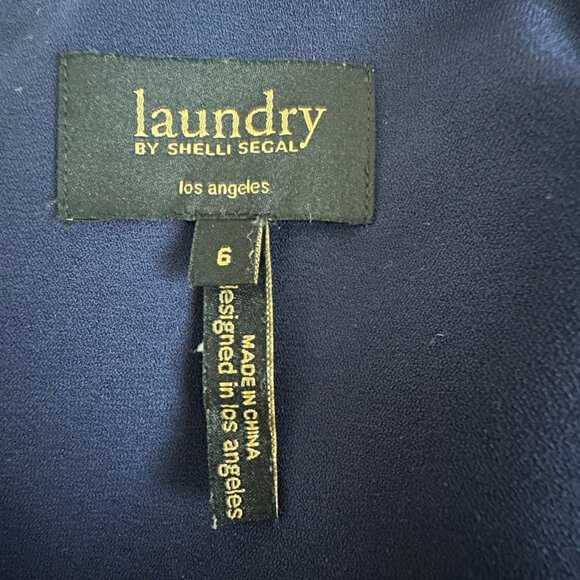 laundry
BY SHELLI SEGAL
los angeles
6
MADE IN CHINA
designed in los angeles